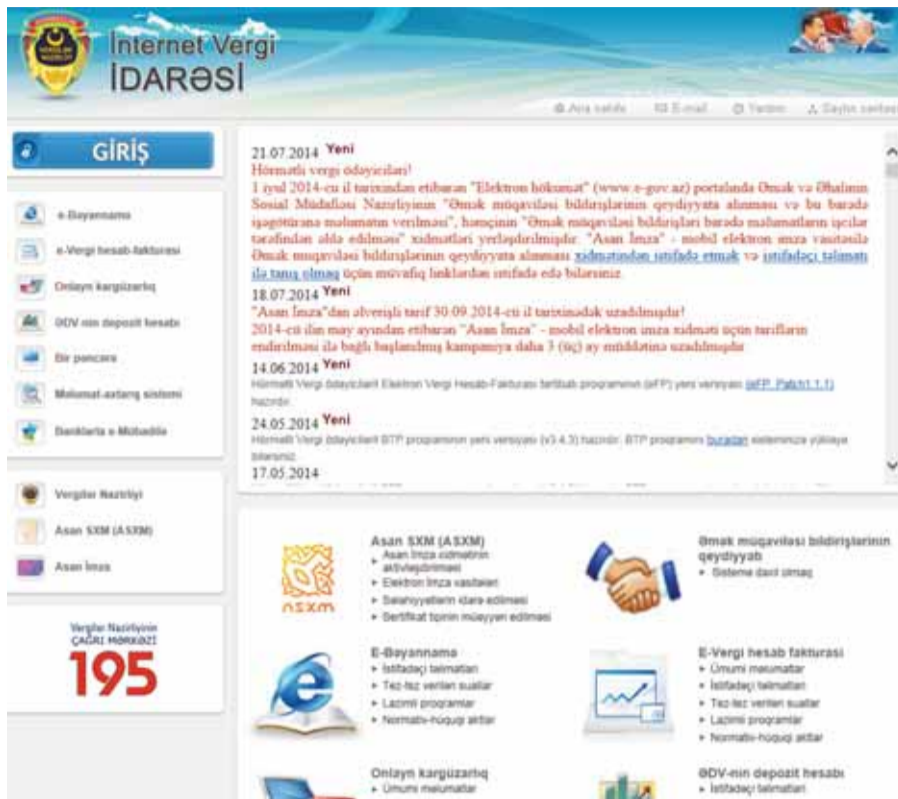 İnternet Vergi
İDARƏSİ
Ana səhifə E-mail Yardım Saytın xəritəsi
GİRİŞ
e-Bəyannamə
e-Vergi hesab-fakturası
Onlayn kargüzarlıq
ƏDV-nin depozit hesabı
Bir pəncərə
Məlumat-axtarış sistemi
Banklarla e-Mübadilə
Vergilər Nazirliyi
Asan SXM (ASXM)
Asan İmza
Vergilər Nazirliyinin
ÇAĞRI MƏRKƏZİ
195
21.07.2014 Yeni
Hörmətli vergi ödəyiciləri!
1 iyul 2014-cü il tarixindən etibarən "Elektron hökumət" (www.e-gov.az) portalında Əmək və Əhalinin
Sosial Müdafiəsi Nazirliyinin "Əmək müqaviləsi bildirişlərinin qeydiyyata alınması və bu barədə
işəgötürənə məlumatın verilməsi", həmçinin "Əmək müqaviləsi bildirişləri barədə məlumatların işçilər
tərəfindən əldə edilməsi" xidmətləri yerləşdirilmişdir. "Asan İmza" - mobil elektron imza vasitəsilə
Əmək müqaviləsi bildirişlərinin qeydiyyata alınması xidmətindən istifadə etmək və istifadəçi təlimatı
ilə tanış olmaq üçün müvafiq linklərdən istifadə edə bilərsiniz.
18.07.2014 Yeni
"Asan İmza"dan əlverişli tarif 30.09.2014-cü il tarixinədək uzadılmışdır!
2014-cü ilin may ayından etibarən "Asan İmza" - mobil elektron imza xidməti üçün tariflərin
endirilməsi ilə bağlı başlanılmış kampaniya daha 3 (üç) ay müddətinə uzadılmışdır
14.06.2014 Yeni
Hörmətli Vergi ödəyiciləri! Elektron Vergi Hesab-Fakturası tərtibatı proqramının (eFP) yeni versiyası (eFP_Patch1.1.1)
hazırdır.
24.05.2014 Yeni
Hörmətli Vergi ödəyiciləri! BTP proqramının yeni versiyası (v3.4.3) hazırdır. BTP proqramını buradan sisteminizə yükləyə
bilərsiniz.
17.05.2014
Asan SXM (ASXM)
Asan İmza xidmətinin
aktivləşdirilməsi
Elektron İmza vasitələri
Səlahiyyətlərin idarə edilməsi
Sertifikat tipinin müəyyən edilməsi
ASXM
Əmək müqaviləsi bildirişlərinin
qeydiyyatı
Sistemə daxil olmaq
E-Bəyannamə
İstifadəçi təlimatları
Tez-tez verilən suallar
Lazımlı proqramlar
Normativ-hüquqi aktlar
E-Vergi hesab fakturası
Ümumi məlumatlar
İstifadəçi təlimatları
Tez-tez verilən suallar
Lazımlı proqramlar
Normativ-hüquqi aktlar
Onlayn kargüzarlıq
Ümumi məlumatlar
ƏDV-nin depozit hesabı
İstifadəçi təlimatları